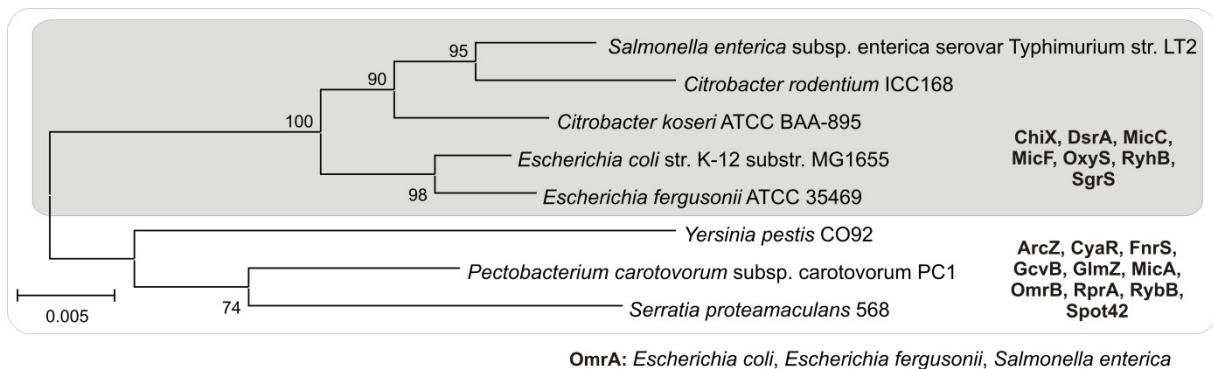 95
Salmonella enterica subsp. enterica serovar Typhimurium str. LT2
90
Citrobacter rodentium ICC168
100
Citrobacter koseri ATCC BAA-895
ChiX, DsrA, MicC,
MicF, OxyS, RyhB,
SgrS
Escherichia coli str. K-12 substr. MG1655
98
Escherichia fergusonii ATCC 35469
Yersinia pestis CO92
ArcZ, CyaR, FnrS,
GcvB, GlmZ, MicA,
OmrB, RprA, RybB,
Spot42
Pectobacterium carotovorum subsp. carotovorum PC1
74
Serratia proteamaculans 568
0.005
OmrA: Escherichia coli, Escherichia fergusonii, Salmonella enterica